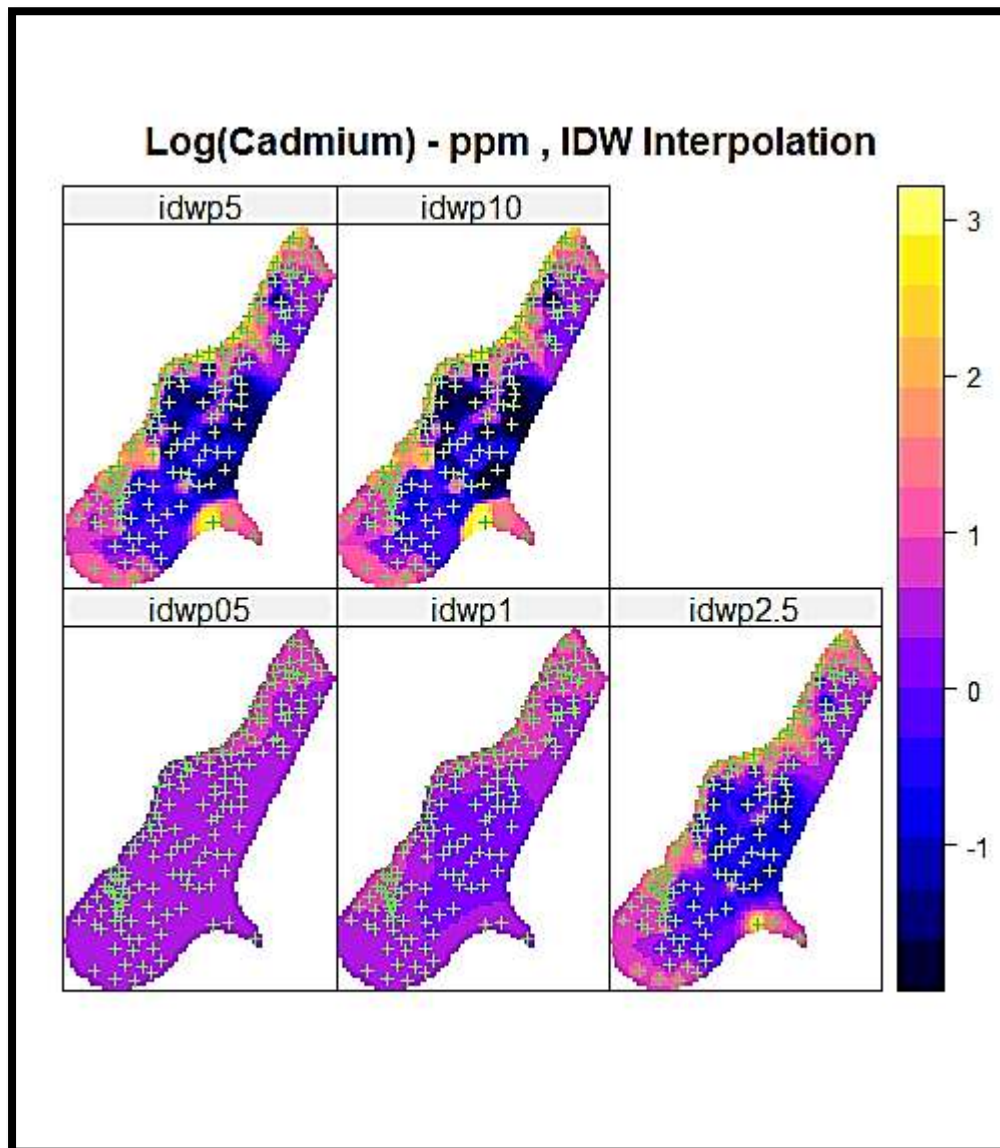 Log(Cadmium) - ppm , IDW Interpolation
idwp5
idwp10
3
2
1
idwp05
idwp1
idwp2.5
0
-1